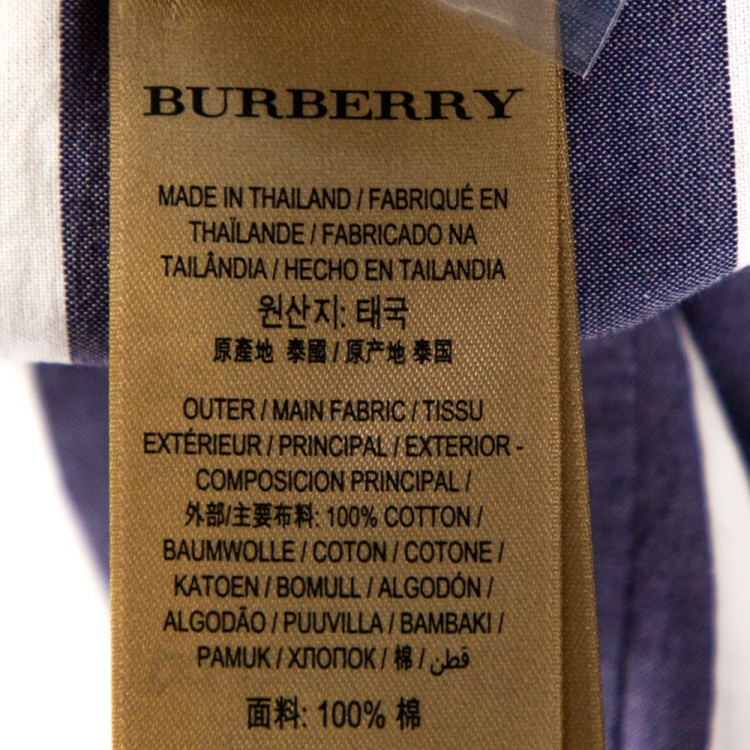 BURBERRY
MADE IN THAILAND / FABRIQUÉ EN
THAÏLANDE / FABRICADO NA
TAILÂNDIA / HECHO EN TAILANDIA
원산지: 태국
原產地 泰國 / 原产地 泰国
OUTER / MAIN FABRIC / TISSU
EXTÉRIEUR / PRINCIPAL / EXTERIOR -
COMPOSICION PRINCIPAL /
外部/主要布料: 100% COTTON /
BAUMWOLLE / COTON / COTONE /
KATOEN / BOMULL / ALGODÓN /
ALGODÃO / PUUVILLA / BAMBAKI /
PAMUK / ХЛОПОК / 棉 / قطن
面料: 100% 棉